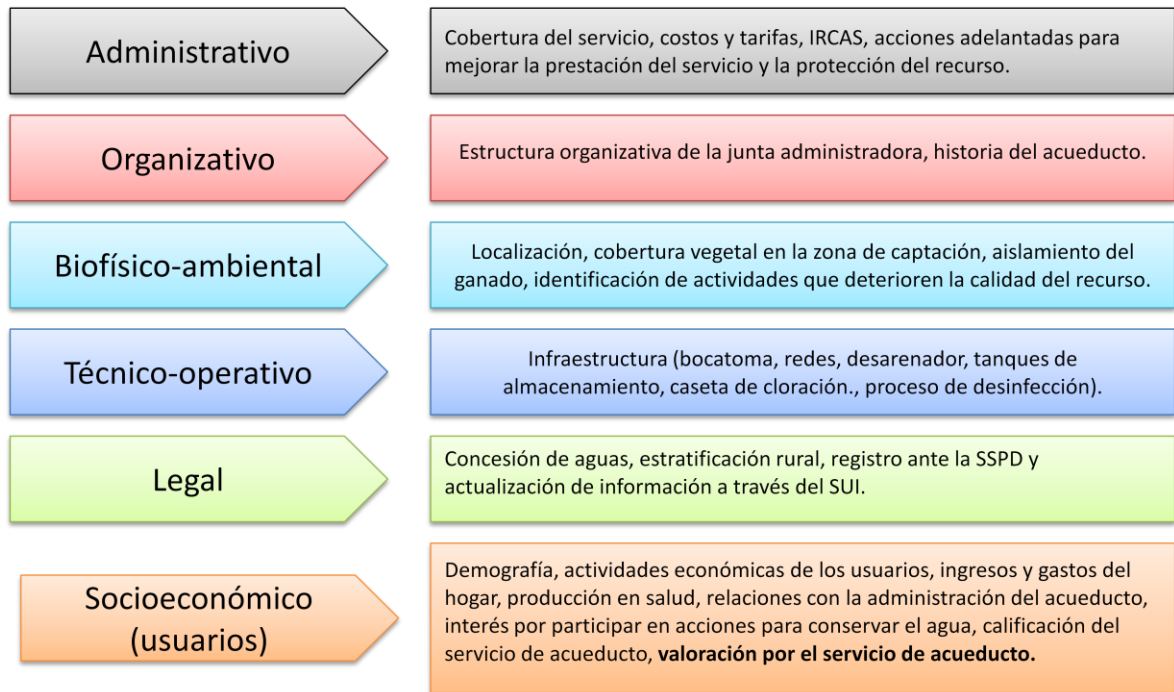 Administrativo
Cobertura del servicio, costos y tarifas, IRCAS, acciones adelantadas para
mejorar la prestación del servicio y la protección del recurso.
Organizativo
Estructura organizativa de la junta administradora, historia del acueducto.
Biofísico-ambiental
Localización, cobertura vegetal en la zona de captación, aislamiento del
ganado, identificación de actividades que deterioren la calidad del recurso.
Técnico-operativo
Infraestructura (bocatoma, redes, desarenador, tanques de
almacenamiento, caseta de cloración., proceso de desinfección).
Legal
Concesión de aguas, estratificación rural, registro ante la SSPD y
actualización de información a través del SUI.
Socioeconómico
(usuarios)
Demografía, actividades económicas de los usuarios, ingresos y gastos del
hogar, producción en salud, relaciones con la administración del acueducto,
interés por participar en acciones para conservar el agua, calificación del
servicio de acueducto, valoración por el servicio de acueducto.